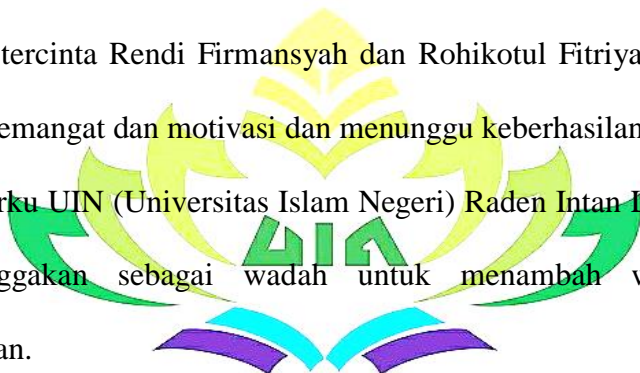 tercinta Rendi Firmansyah dan Rohikotul Fitriya
emangat dan motivasi dan menunggu keberhasilan
rku UIN (Universitas Islam Negeri) Raden Intan
UIN
ggakan sebagai wadah untuk menambah
an.